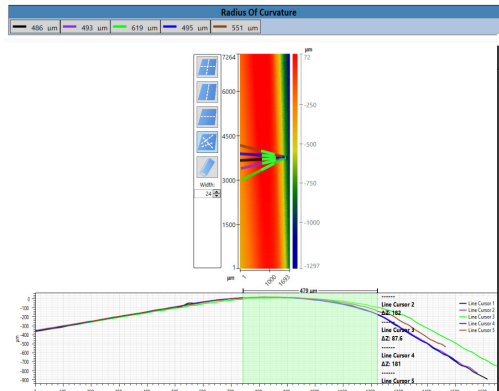 Radius Of Curvature
486 um 493 um 619 um 495 um 551 um
µm
7264 72
6000
-250
4500
-500
3000
-750
Width:
24
1500
-1000
1 -1297
µm 1 1000 1693
479 µm
Line Cursor 2
ΔZ: 182
Line Cursor 3
ΔZ: 87.6
Line Cursor 4
ΔZ: 181
Line Cursor 5
Line Cursor 1
Line Cursor 2
Line Cursor 3
Line Cursor 4
Line Cursor 5
0
-100
-200
-300
-400
-500
-600
-700
-800
-900
µm